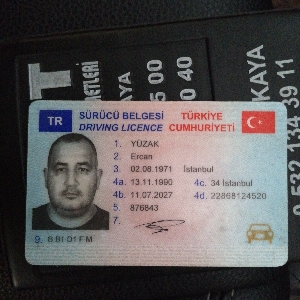 T
METLERİ
AYA
5 00
0 40
KAYA
0 532 134 39 11
TR
SÜRÜCÜ BELGESİ TÜRKİYE
DRIVING LICENCE CUMHURİYETİ
1. YÜZAK
2. Ercan
3. 02.08.1971 İstanbul
4a. 13.11.1990 4c. 34 İstanbul
4b. 11.07.2027 4d. 22868124520
5. 876843
7.
9. B B1 D1 F M